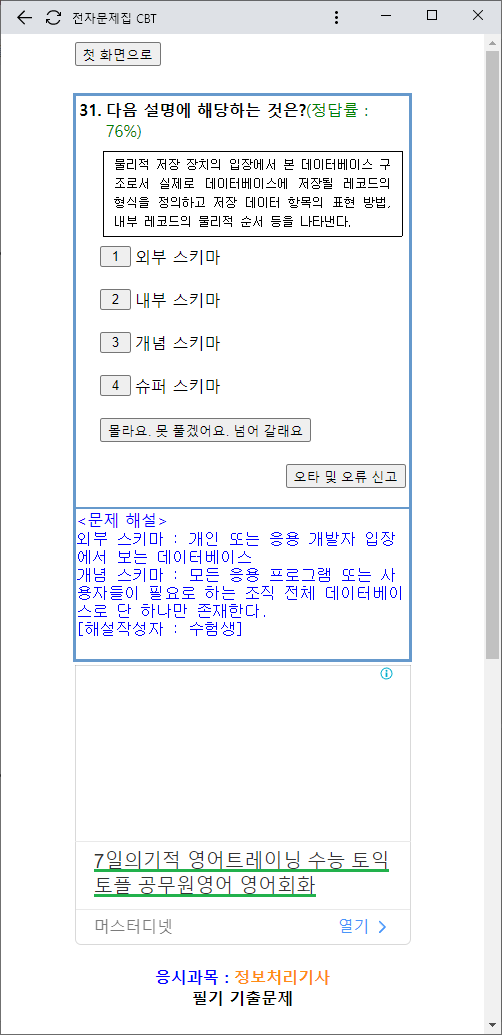 전자문제집 CBT
첫 화면으로
31. 다음 설명에 해당하는 것은?(정답률 :
76%)
물리적 저장 장치의 입장에서 본 데이터베이스 구
조로서 실제로 데이터베이스에 저장될 레코드의
형식을 정의하고 저장 데이터 항목의 표현 방법,
내부 레코드의 물리적 순서 등을 나타낸다.
1 외부 스키마
2 내부 스키마
3 개념 스키마
4 슈퍼 스키마
몰라요. 못 풀겠어요. 넘어 갈래요
오타 및 오류 신고
<문제 해설>
외부 스키마 : 개인 또는 응용 개발자 입장
에서 보는 데이터베이스
개념 스키마 : 모든 응용 프로그램 또는 사
용자들이 필요로 하는 조직 전체 데이터베이
스로 단 하나만 존재한다.
[해설작성자 : 수험생]
7일의기적 영어트레이닝 수능 토익
토플 공무원영어 영어회화
머스터디넷
열기
응시과목 : 정보처리기사
필기 기출문제